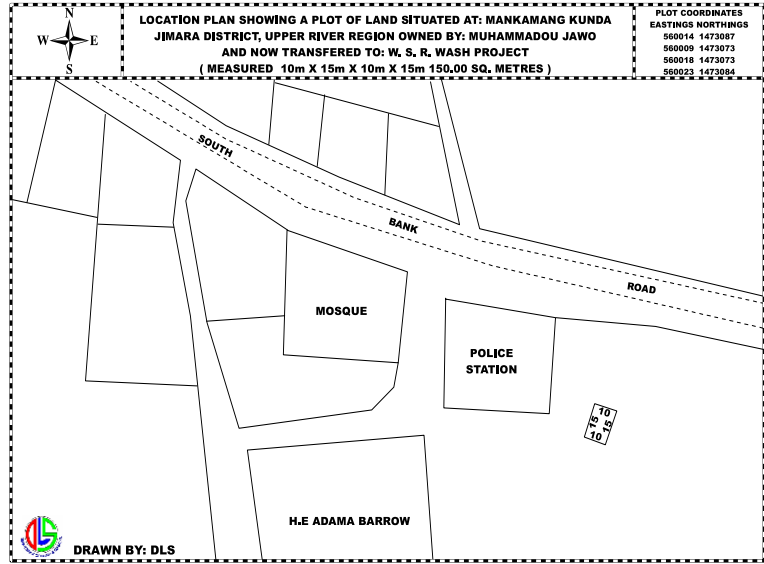 N
W E
S
LOCATION PLAN SHOWING A PLOT OF LAND SITUATED AT: MANKAMANG KUNDA
JIMARA DISTRICT, UPPER RIVER REGION OWNED BY: MUHAMMADOU JAWO
AND NOW TRANSFERED TO: W. S. R. WASH PROJECT
( MEASURED 10m X 15m X 10m X 15m 150.00 SQ. METRES )
PLOT COORDINATES
EASTINGS NORTHINGS
560014 1473087
560009 1473073
560018 1473073
560023 1473084
SOUTH
BANK
ROAD
MOSQUE
POLICE
STATION
10
15 15
10
H.E ADAMA BARROW
DLS
DRAWN BY: DLS